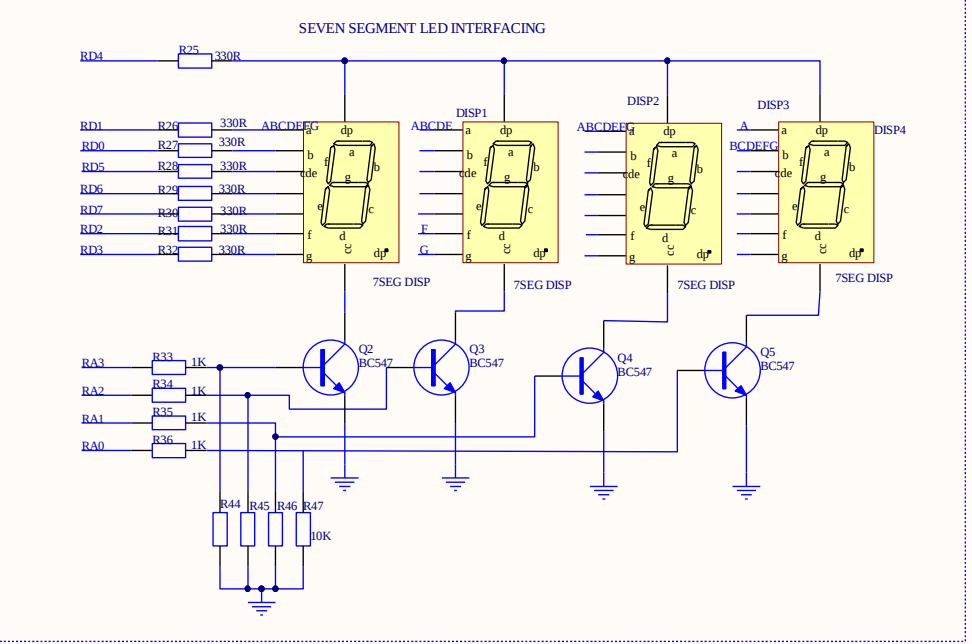 SEVEN SEGMENT LED INTERFACING
RD4 R25 330R
DISP1 DISP2 DISP3 DISP4
RD1 R26 330R ABCDEFG a dp ABCDE a dp ABCDEFG a dp A a dp
RD0 R27 330R b a b a b a BCDEFG b a
RD5 R28 330R cde f b g cde f b g cde f b g cde f b g
RD6 R29 330R
RD7 R30 330R e c e c e c e c
RD2 R31 330R f d F f d f d f d
RD3 R32 330R g cc dp G g cc dp g cc dp g cc dp
7SEG DISP 7SEG DISP 7SEG DISP 7SEG DISP
Q2 Q3 Q4 Q5
BC547 BC547 BC547 BC547
RA3 R33 1K
RA2 R34 1K
RA1 R35 1K
RA0 R36 1K
R44 R45 R46 R47
10K